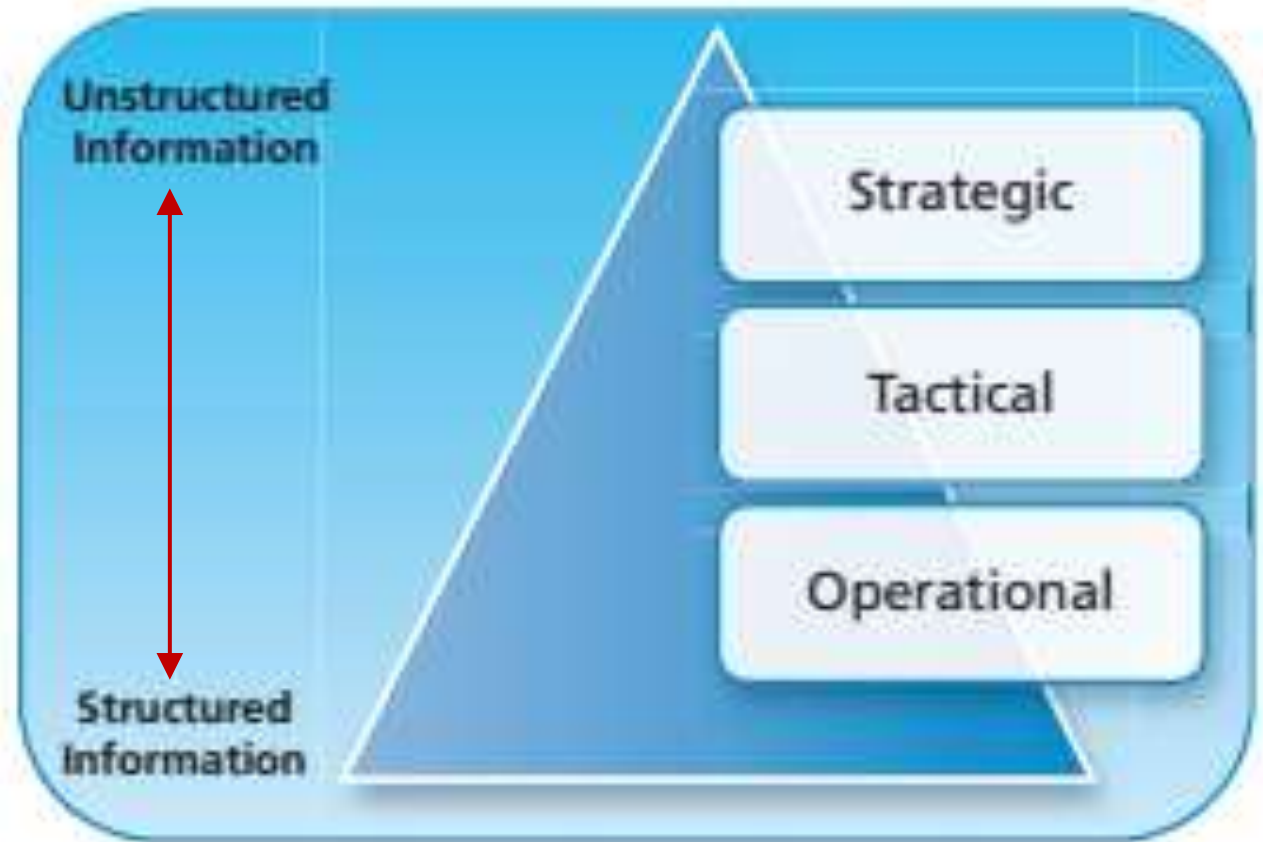 Unstructured
Information
Strategic
Tactical
Operational
Structured
Information